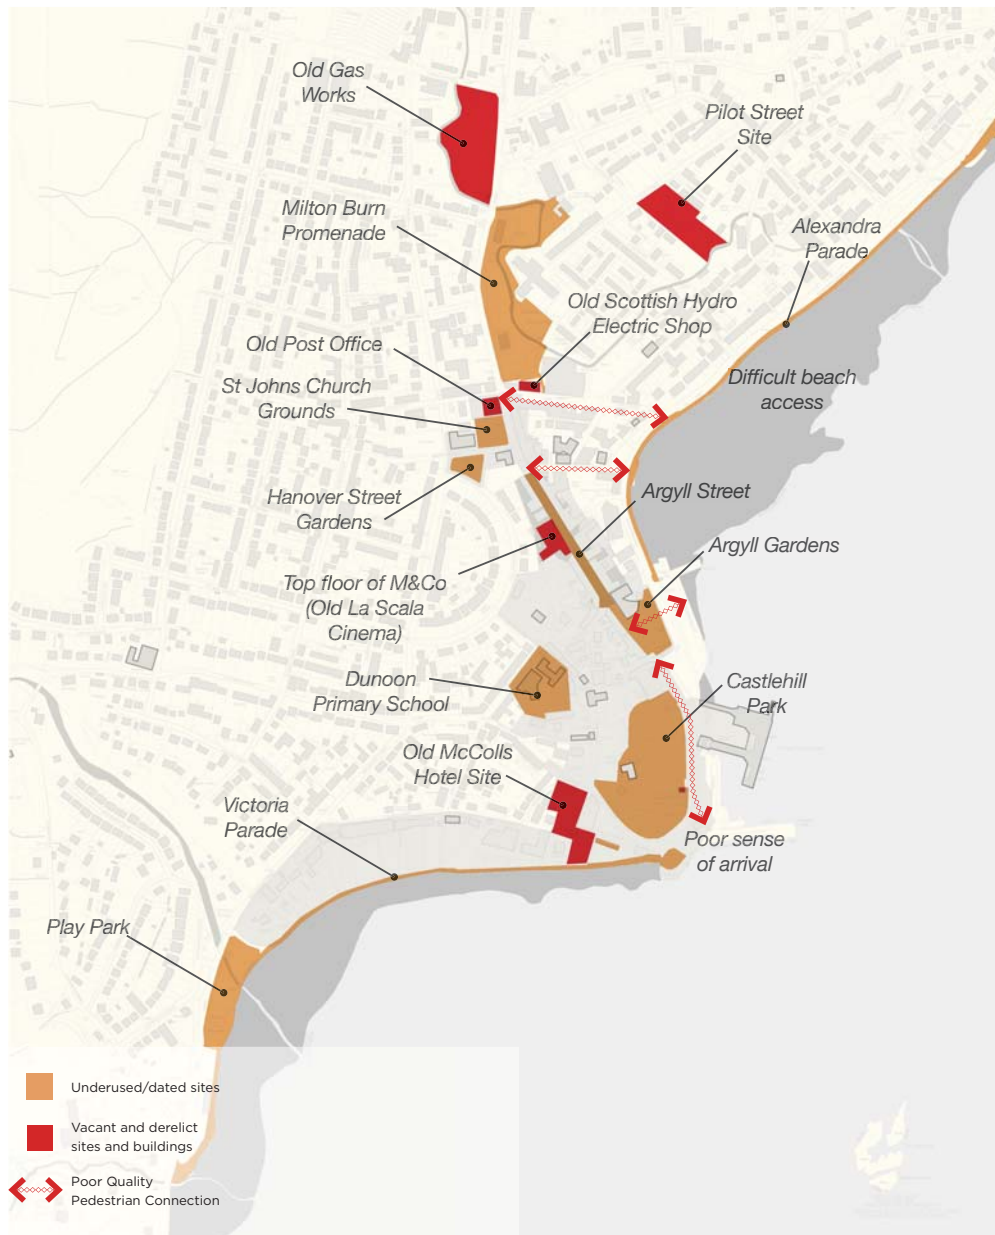 Old Gas
Works
Pilot Street
Site
Milton Burn
Promenade
Alexandra
Parade
Old Scottish Hydro
Electric Shop
Old Post Office
St Johns Church
Grounds
Difficult beach
access
Hanover Street
Gardens
Argyll Street
Argyll Gardens
Top floor of M&Co
(Old La Scala
Cinema)
Dunoon
Primary School
Castlehill
Park
Old McColls
Hotel Site
Victoria
Parade
Poor sense
of arrival
Play Park
Underused/dated sites
Vacant and derelict
sites and buildings
Poor Quality
Pedestrian Connection